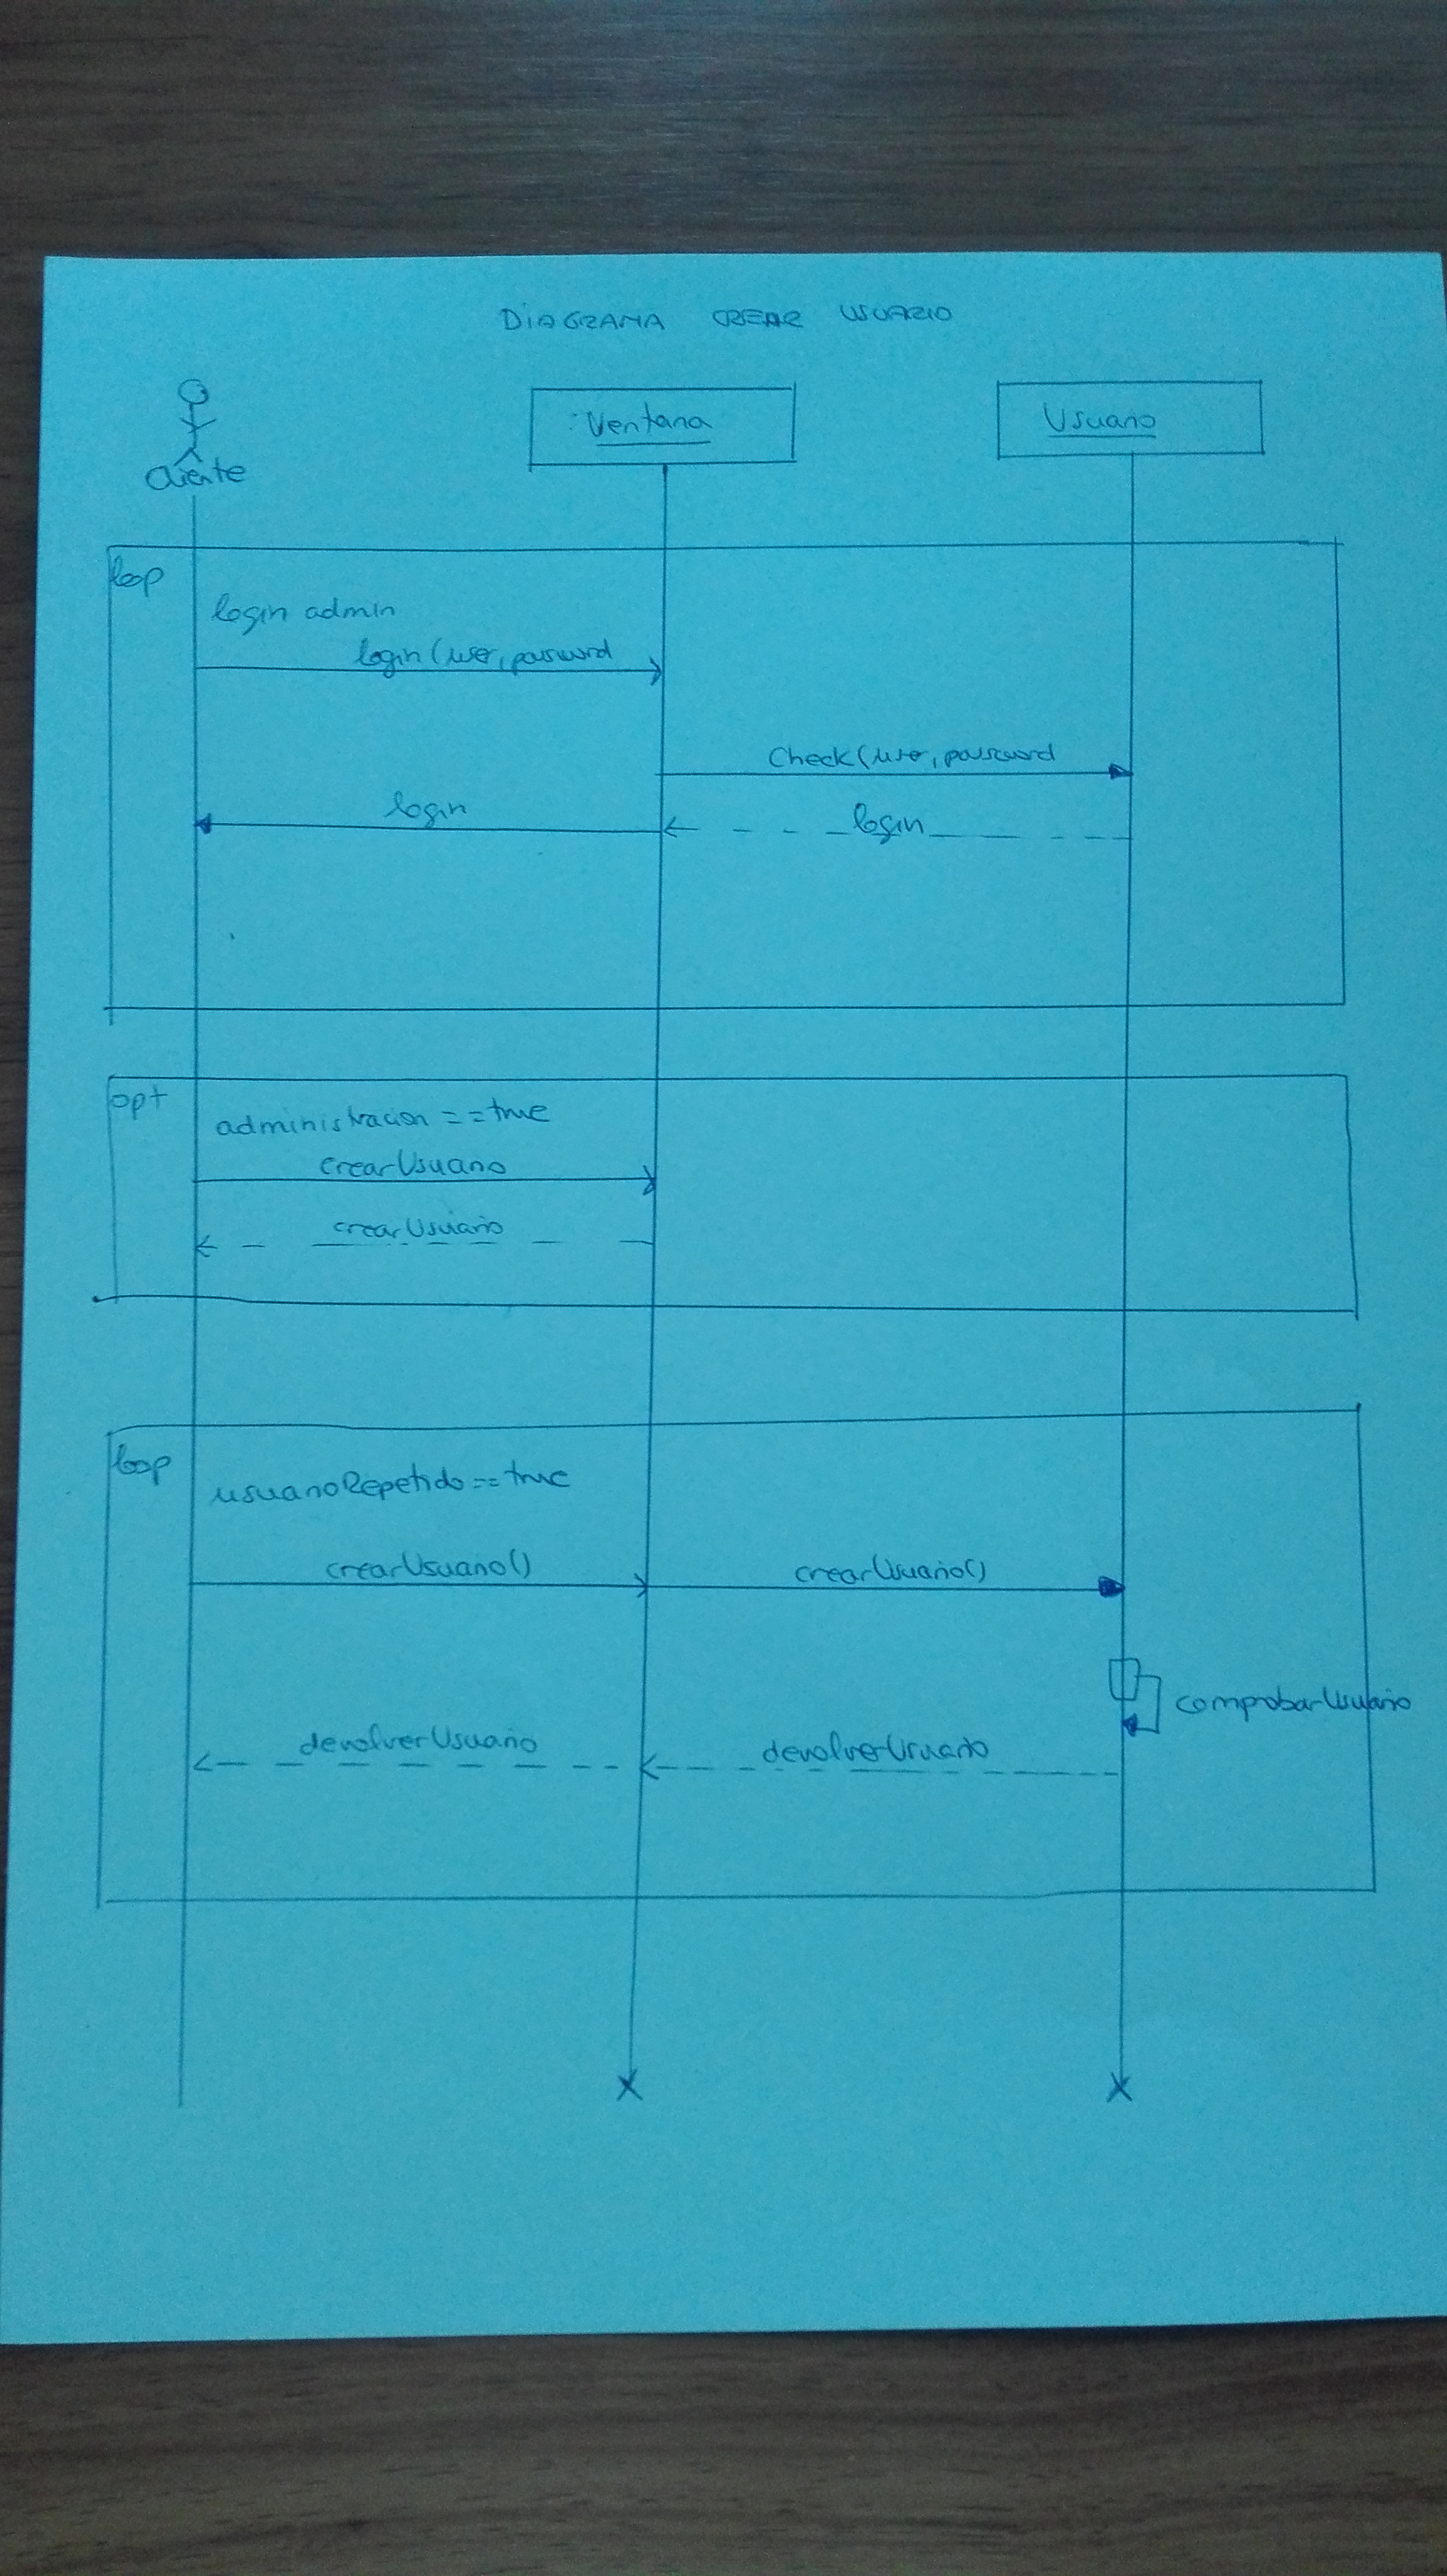 DIAGRAMA CREAR USUARIO
Cliente
:Ventana
Usuario
loop
login admin
login(user, password
Check(user, password
login
login
opt
administracion == true
crearUsuario
crearUsuario
loop
usuarioRepetido == true
crearUsuario()
crearUsuario()
comprobarUsuario
devolverUsuario
devolverUsuario